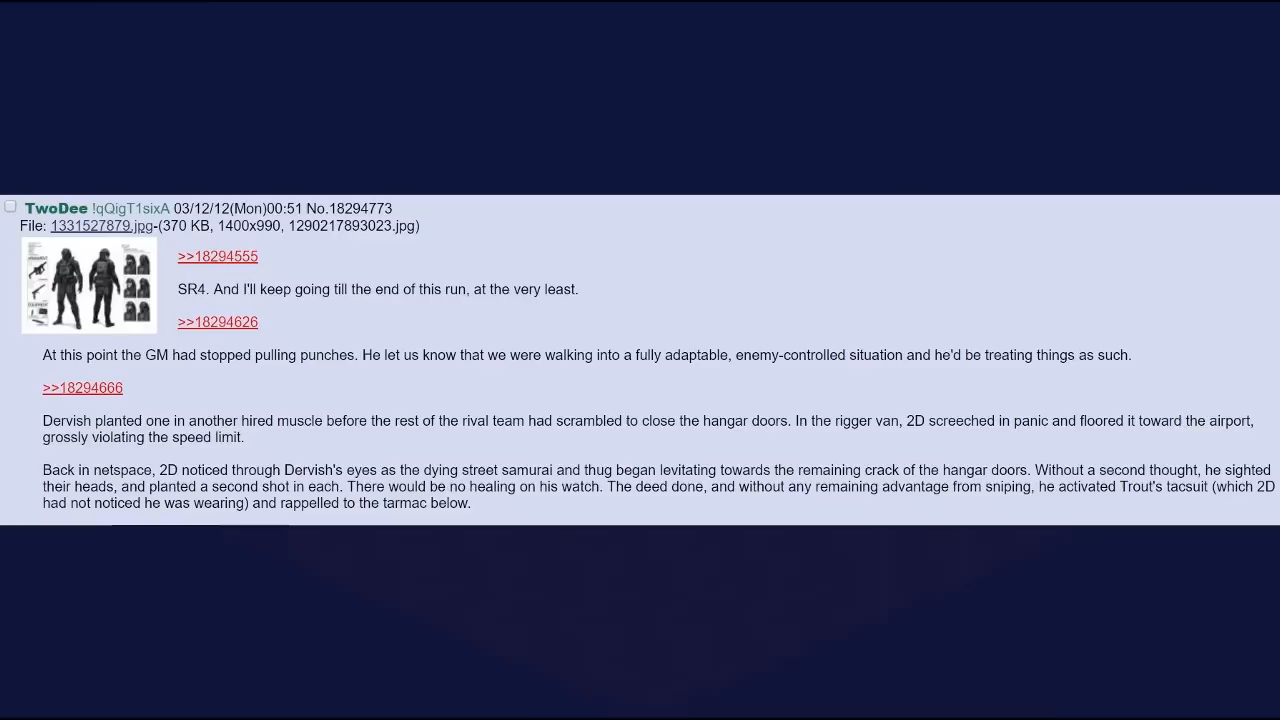 TwoDee !qQigT1sixA 03/12/12(Mon)00:51 No.18294773
File: 1331527879.jpg-(370 KB, 1400x990, 1290217893023.jpg)
>>18294555
SR4. And I'll keep going till the end of this run, at the very least.
>>18294626
At this point the GM had stopped pulling punches. He let us know that we were walking into a fully adaptable, enemy-controlled situation and he'd be treating things as such.
>>18294666
Dervish planted one in another hired muscle before the rest of the rival team had scrambled to close the hangar doors. In the rigger van, 2D screeched in panic and floored it toward the airport,
grossly violating the speed limit.
Back in netspace, 2D noticed through Dervish's eyes as the dying street samurai and thug began levitating towards the remaining crack of the hangar doors. Without a second thought, he sighted
their heads, and planted a second shot in each. There would be no healing on his watch. The deed done, and without any remaining advantage from sniping, he activated Trout's tacsuit (which 2D
had not noticed he was wearing) and rappelled to the tarmac below.